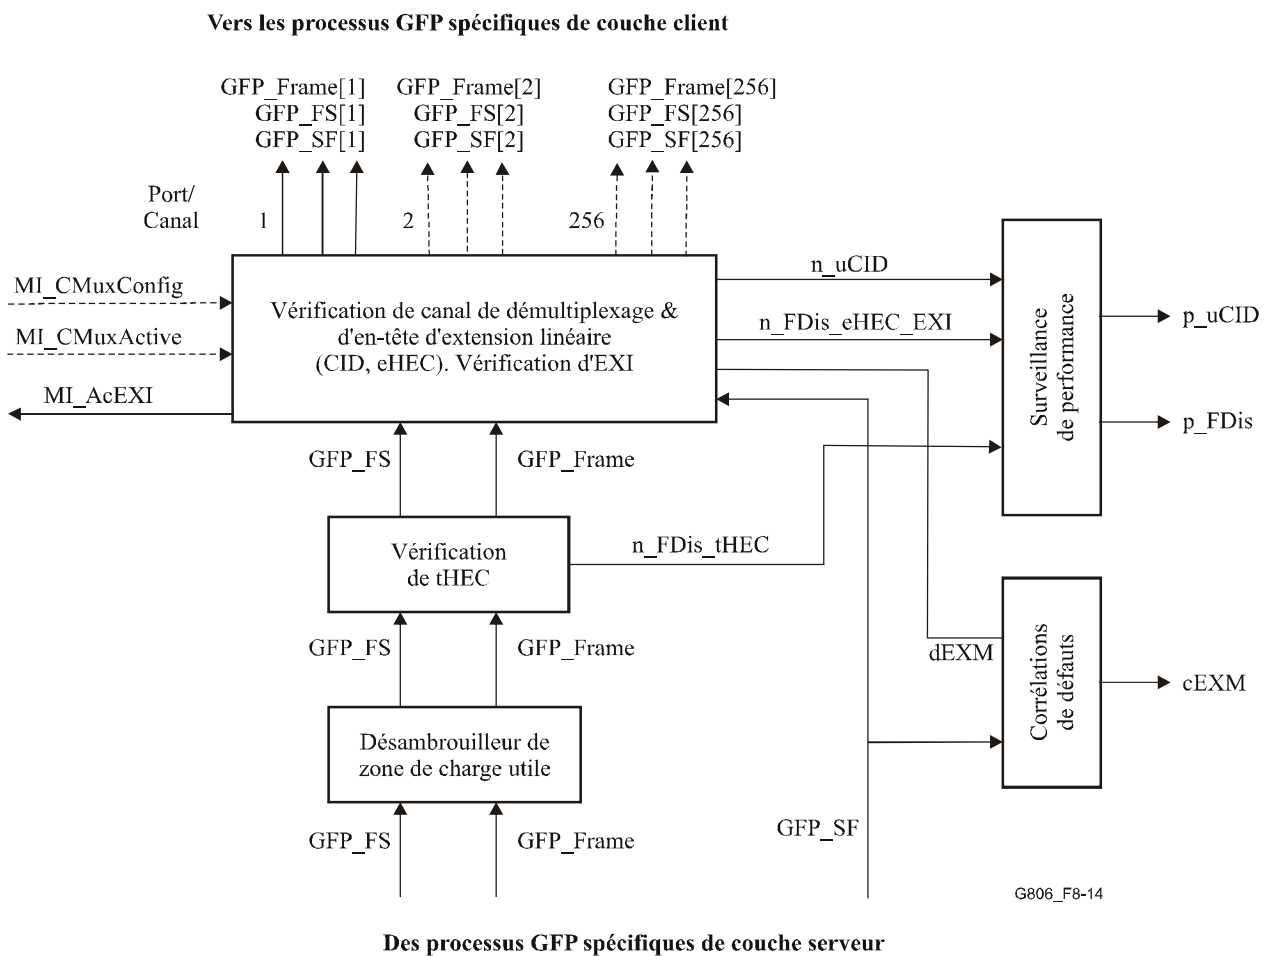 Vers les processus GFP spécifiques de couche client
GFP_Frame[1]
GFP_FS[1]
GFP_SF[1]
GFP_Frame[2]
GFP_FS[2]
GFP_SF[2]
GFP_Frame[256]
GFP_FS[256]
GFP_SF[256]
Port/
Canal
1
2
256
MI_CMuxConfig
MI_CMuxActive
MI_AcEXI
Vérification de canal de démultiplexage &
d'en-tête d'extension linéaire
(CID, eHEC). Vérification d'EXI
n_uCID
n_FDis_eHEC_EXI
Surveillance
de performance
p_uCID
p_FDis
GFP_FS
GFP_Frame
Vérification
de tHEC
n_FDis_tHEC
GFP_FS
GFP_Frame
dEXM
Corrélations
de défauts
cEXM
Désambrouilleur de
zone de charge utile
GFP_FS
GFP_Frame
GFP_SF
G806_F8-14
Des processus GFP spécifiques de couche serveur